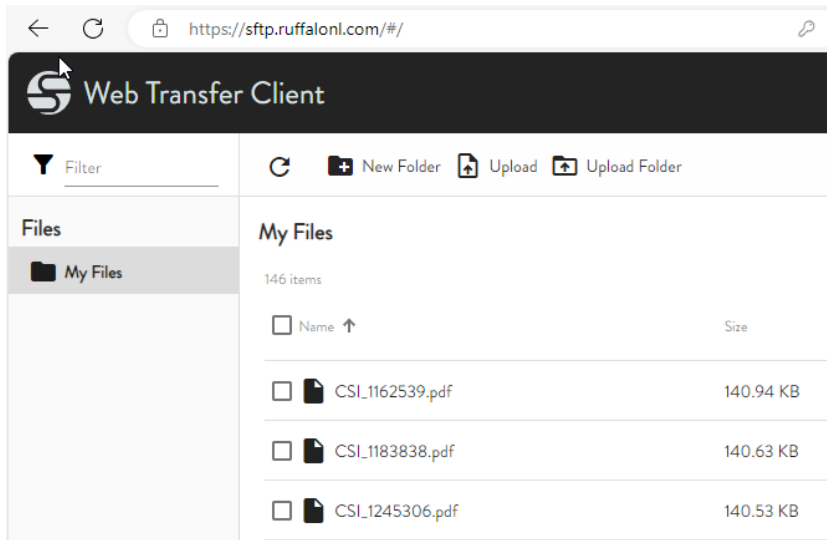 https://sftp.ruffalonl.com/#/
Web Transfer Client
Filter
New Folder Upload Upload Folder
Files
My Files
My Files
146 items
Name Size
CSI_1162539.pdf 140.94 KB
CSI_1183838.pdf 140.63 KB
CSI_1245306.pdf 140.53 KB